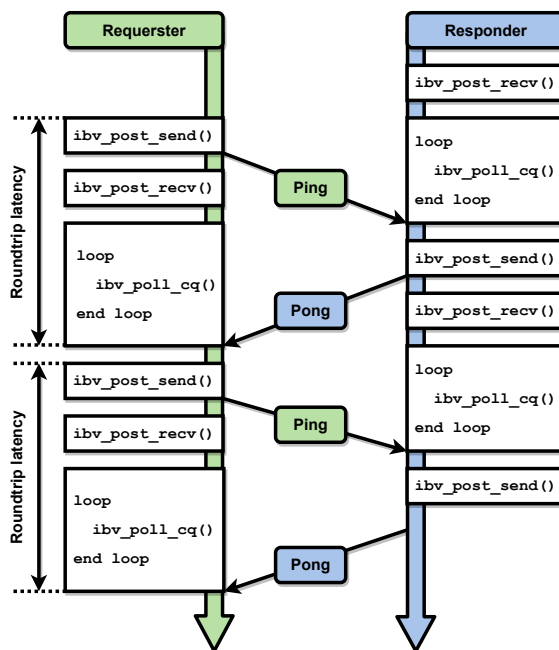 Requerster
Responder
ibv_post_recv()
ibv_post_send()
loop
ibv_poll_cq()
end loop
Ping
ibv_post_recv()
Roundtrip latency
loop
ibv_poll_cq()
end loop
ibv_post_send()
Pong
ibv_post_recv()
ibv_post_send()
loop
ibv_poll_cq()
end loop
Ping
ibv_post_recv()
Roundtrip latency
loop
ibv_poll_cq()
end loop
ibv_post_send()
Pong